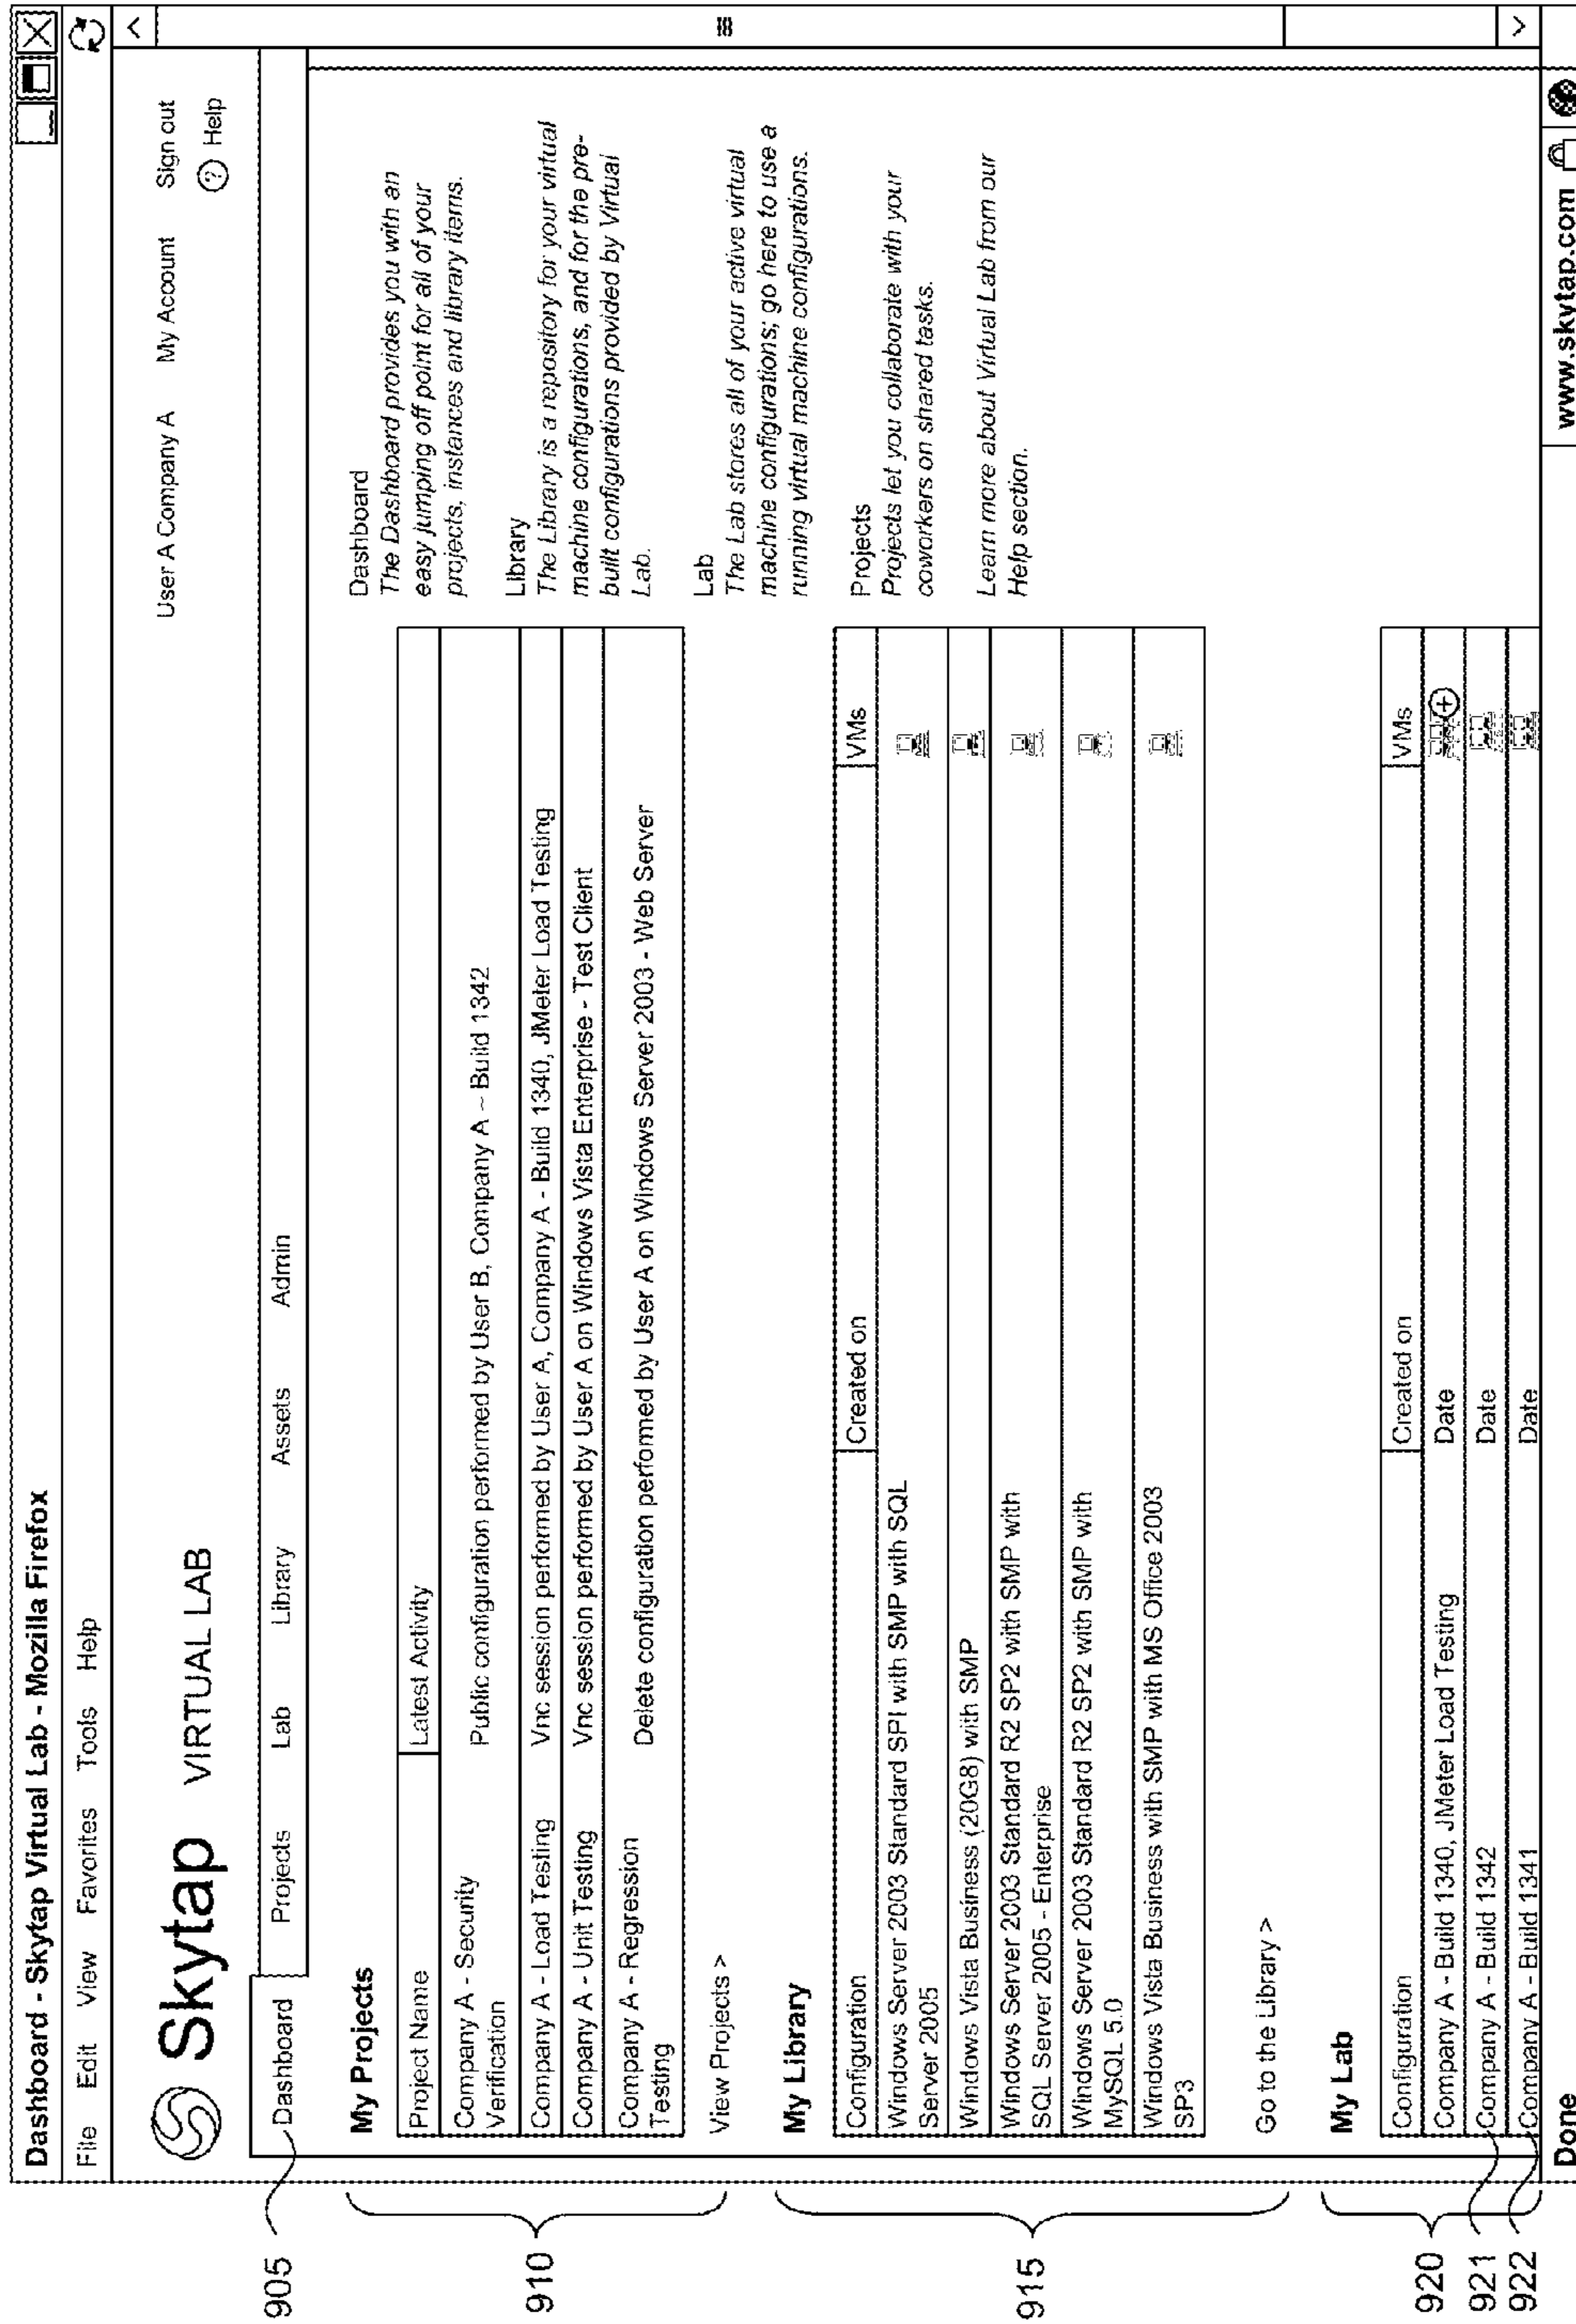 Dashboard - Skytap Virtual Lab - Mozilla Firefox
File Edit View Favorites Tools Help
Skytap VIRTUAL LAB
User A Company A My Account Sign out
? Help
905
Dashboard Projects Lab Library Assets Admin
910
My Projects
Project Name Latest Activity
Company A - Security
Verification
Public configuration performed by User B, Company A ~ Build 1342
Company A - Load Testing Vnc session performed by User A, Company A - Build 1340, JMeter Load Testing
Company A - Unit Testing Vnc session performed by User A on Windows Vista Enterprise - Test Client
Company A - Regression
Testing
Delete configuration performed by User A on Windows Server 2003 - Web Server
View Projects >
915
My Library
Configuration Created on VMs
Windows Server 2003 Standard SPI with SMP with SQL
Server 2005
Windows Vista Business (20G8) with SMP
Windows Server 2003 Standard R2 SP2 with SMP with
SQL Server 2005 - Enterprise
Windows Server 2003 Standard R2 SP2 with SMP with
MySQL 5.0
Windows Vista Business with SMP with MS Office 2003
SP3
Go to the Library >
920
My Lab
Configuration Created on VMs
Company A - Build 1340, JMeter Load Testing Date
921
Company A - Build 1342 Date
922
Company A - Build 1341 Date
Dashboard
The Dashboard provides you with an
easy jumping off point for all of your
projects, instances and library items.
Library
The Library is a repository for your virtual
machine configurations, and for the pre-
built configurations provided by Virtual
Lab.
Lab
The Lab stores all of your active virtual
machine configurations; go here to use a
running virtual machine configurations.
Projects
Projects let you collaborate with your
coworkers on shared tasks.
Learn more about Virtual Lab from our
Help section.
Done
www.skytap.com